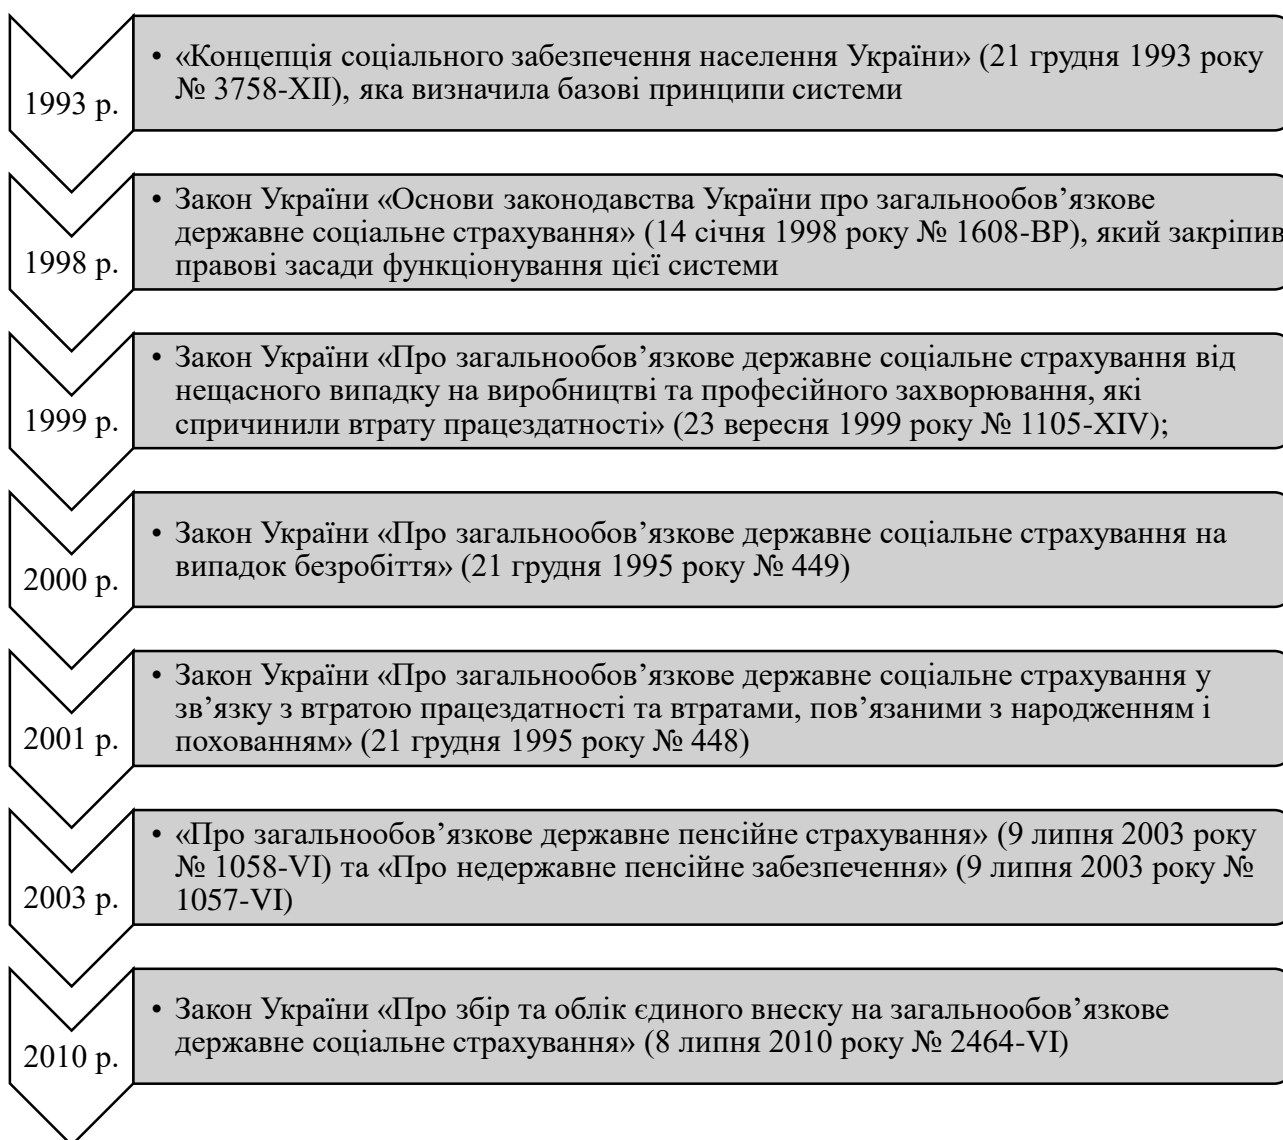 1993 р.
• «Концепція соціального забезпечення населення України» (21 грудня 1993 року
№ 3758-XII), яка визначила базові принципи системи
1998 р.
• Закон України «Основи законодавства України про загальнообов’язкове
державне соціальне страхування» (14 січня 1998 року № 1608-ВР), який закріпив
правові засади функціонування цієї системи
1999 р.
• Закон України «Про загальнообов’язкове державне соціальне страхування від
нещасного випадку на виробництві та професійного захворювання, які
спричинили втрату працездатності» (23 вересня 1999 року № 1105-XIV);
2000 р.
• Закон України «Про загальнообов’язкове державне соціальне страхування на
випадок безробіття» (21 грудня 1995 року № 449)
2001 р.
• Закон України «Про загальнообов’язкове державне соціальне страхування у
зв’язку з втратою працездатності та втратами, пов’язаними з народженням і
похованням» (21 грудня 1995 року № 448)
2003 р.
• «Про загальнообов’язкове державне пенсійне страхування» (9 липня 2003 року
№ 1058-VI) та «Про недержавне пенсійне забезпечення» (9 липня 2003 року №
1057-VI)
2010 р.
• Закон України «Про збір та облік єдиного внеску на загальнообов’язкове
державне соціальне страхування» (8 липня 2010 року № 2464-VI)